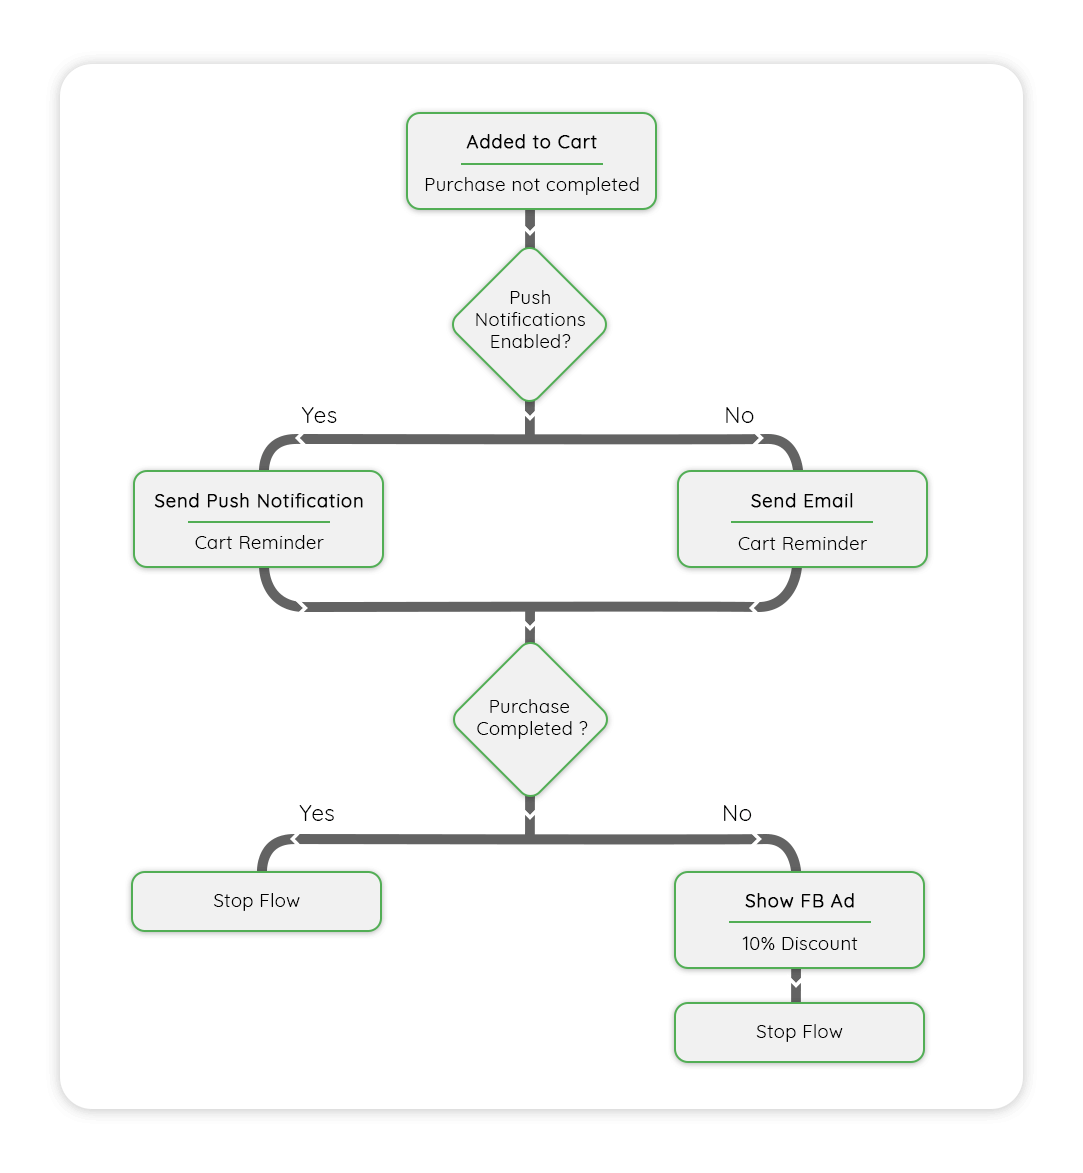 Added to Cart
Purchase not completed
Push
Notifications
Enabled?
Yes
No
Send Push Notification
Cart Reminder
Send Email
Cart Reminder
Purchase
Completed ?
Yes
No
Stop Flow
Show FB Ad
10% Discount
Stop Flow